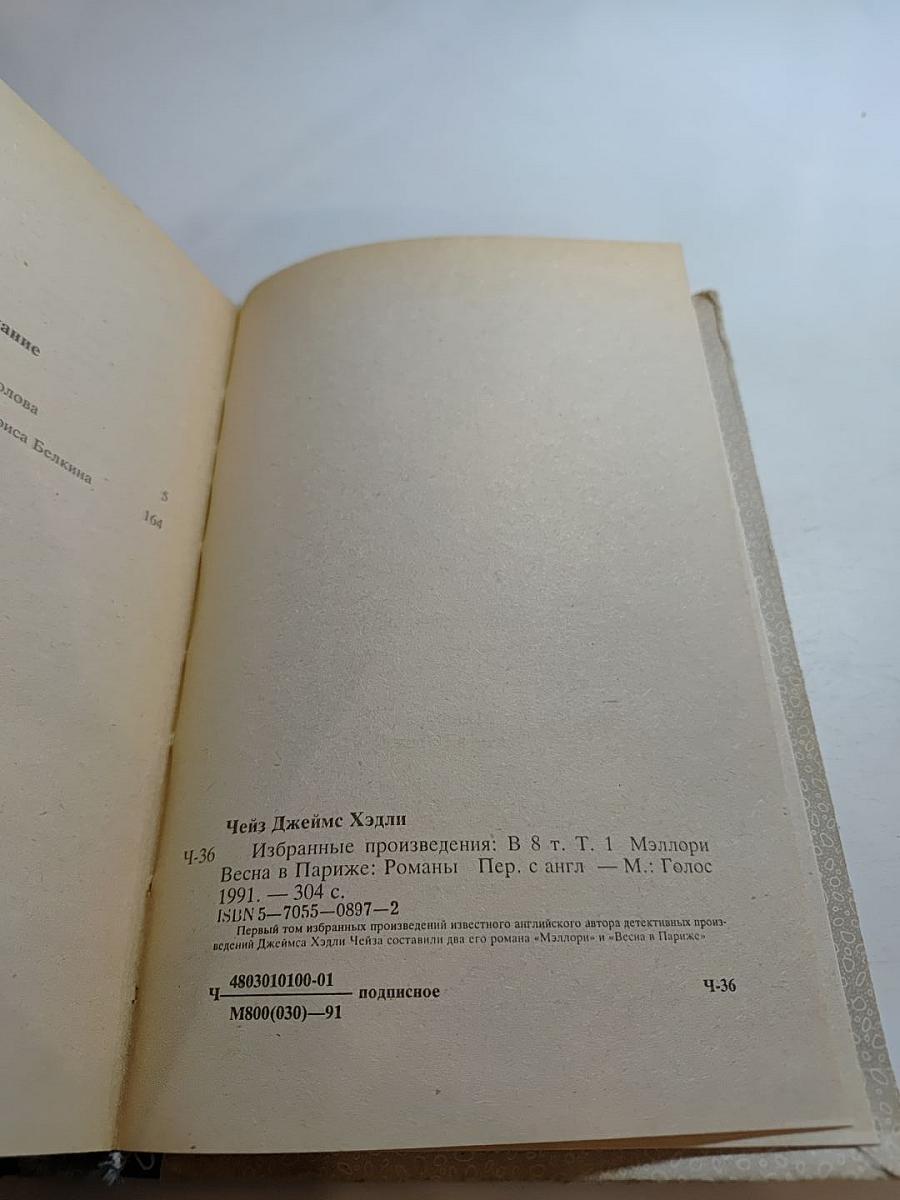 ание
олова
риса Белкина
5
164
Чейз Джеймс Хэдли
Ч-36 Избранные произведения: В 8 т. Т. 1 Мэллори
Весна в Париже: Романы Пер. с англ — М.: Голос
1991. — 304 с.
ISBN 5—7055—0897—2
Первый том избранных произведений известного английского автора детективных произ-
ведений Джеймса Хэдли Чейза составили два его романа «Мэллори» и «Весна в Париже»
4803010100-01
Ч подписное Ч-36
М800(030)—91